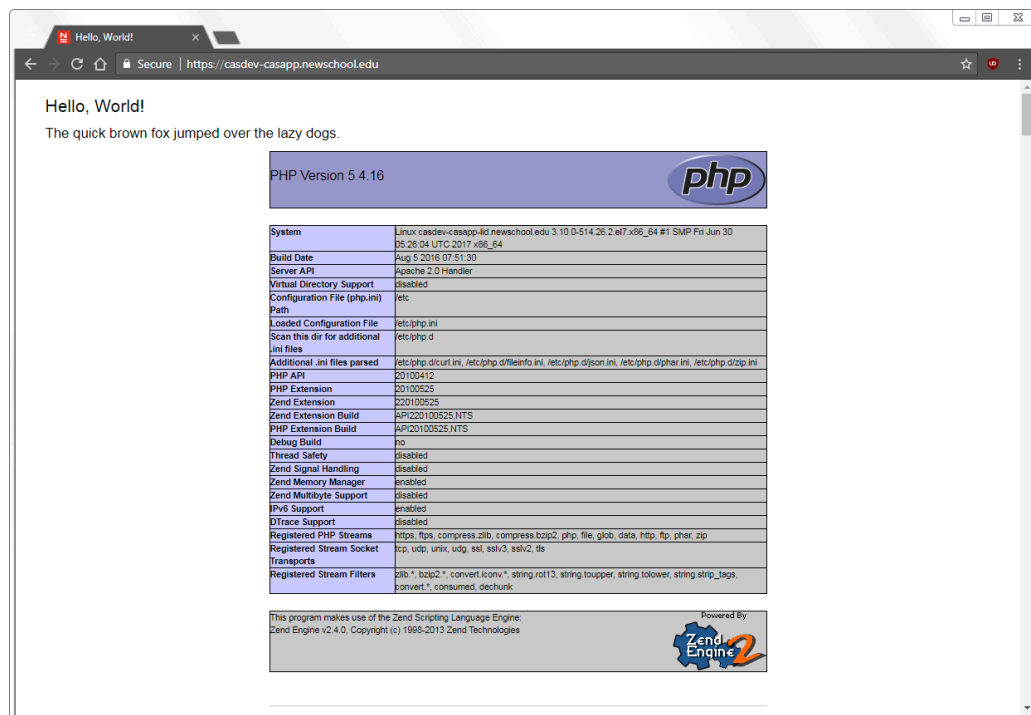 Hello, World!
Secure | https://casdev-casapp.newschool.edu
Hello, World!
The quick brown fox jumped over the lazy dogs.
PHP Version 5.4.16
php
System Linux casdev-casapp-lid.newschool.edu 3.10.0-514.26.2.el7.x86_64 #1 SMP Fri Jun 30
05:26:04 UTC 2017 x86_64
Build Date Aug 5 2016 07:51:30
Server API Apache 2.0 Handler
Virtual Directory Support disabled
Configuration File (php.ini) /etc
Path
Loaded Configuration File /etc/php.ini
Scan this dir for additional /etc/php.d
.ini files
Additional .ini files parsed /etc/php.d/curl.ini, /etc/php.d/fileinfo.ini, /etc/php.d/json.ini, /etc/php.d/phar.ini, /etc/php.d/zip.ini
PHP API 20100412
PHP Extension 20100525
Zend Extension 220100525
Zend Extension Build API220100525,NTS
PHP Extension Build API20100525,NTS
Debug Build no
Thread Safety disabled
Zend Signal Handling disabled
Zend Memory Manager enabled
Zend Multibyte Support disabled
IPv6 Support enabled
DTrace Support disabled
Registered PHP Streams https, ftps, compress.zlib, compress.bzip2, php, file, glob, data, http, ftp, phar, zip
Registered Stream Socket tcp, udp, unix, udg, ssl, sslv3, sslv2, tls
Transports
Registered Stream Filters zlib.*, bzip2.*, convert.iconv.*, string.rot13, string.toupper, string.tolower, string.strip_tags,
convert.*, consumed, dechunk
This program makes use of the Zend Scripting Language Engine:
Zend Engine v2.4.0, Copyright (c) 1998-2013 Zend Technologies
Powered By
Zend
Engine 2